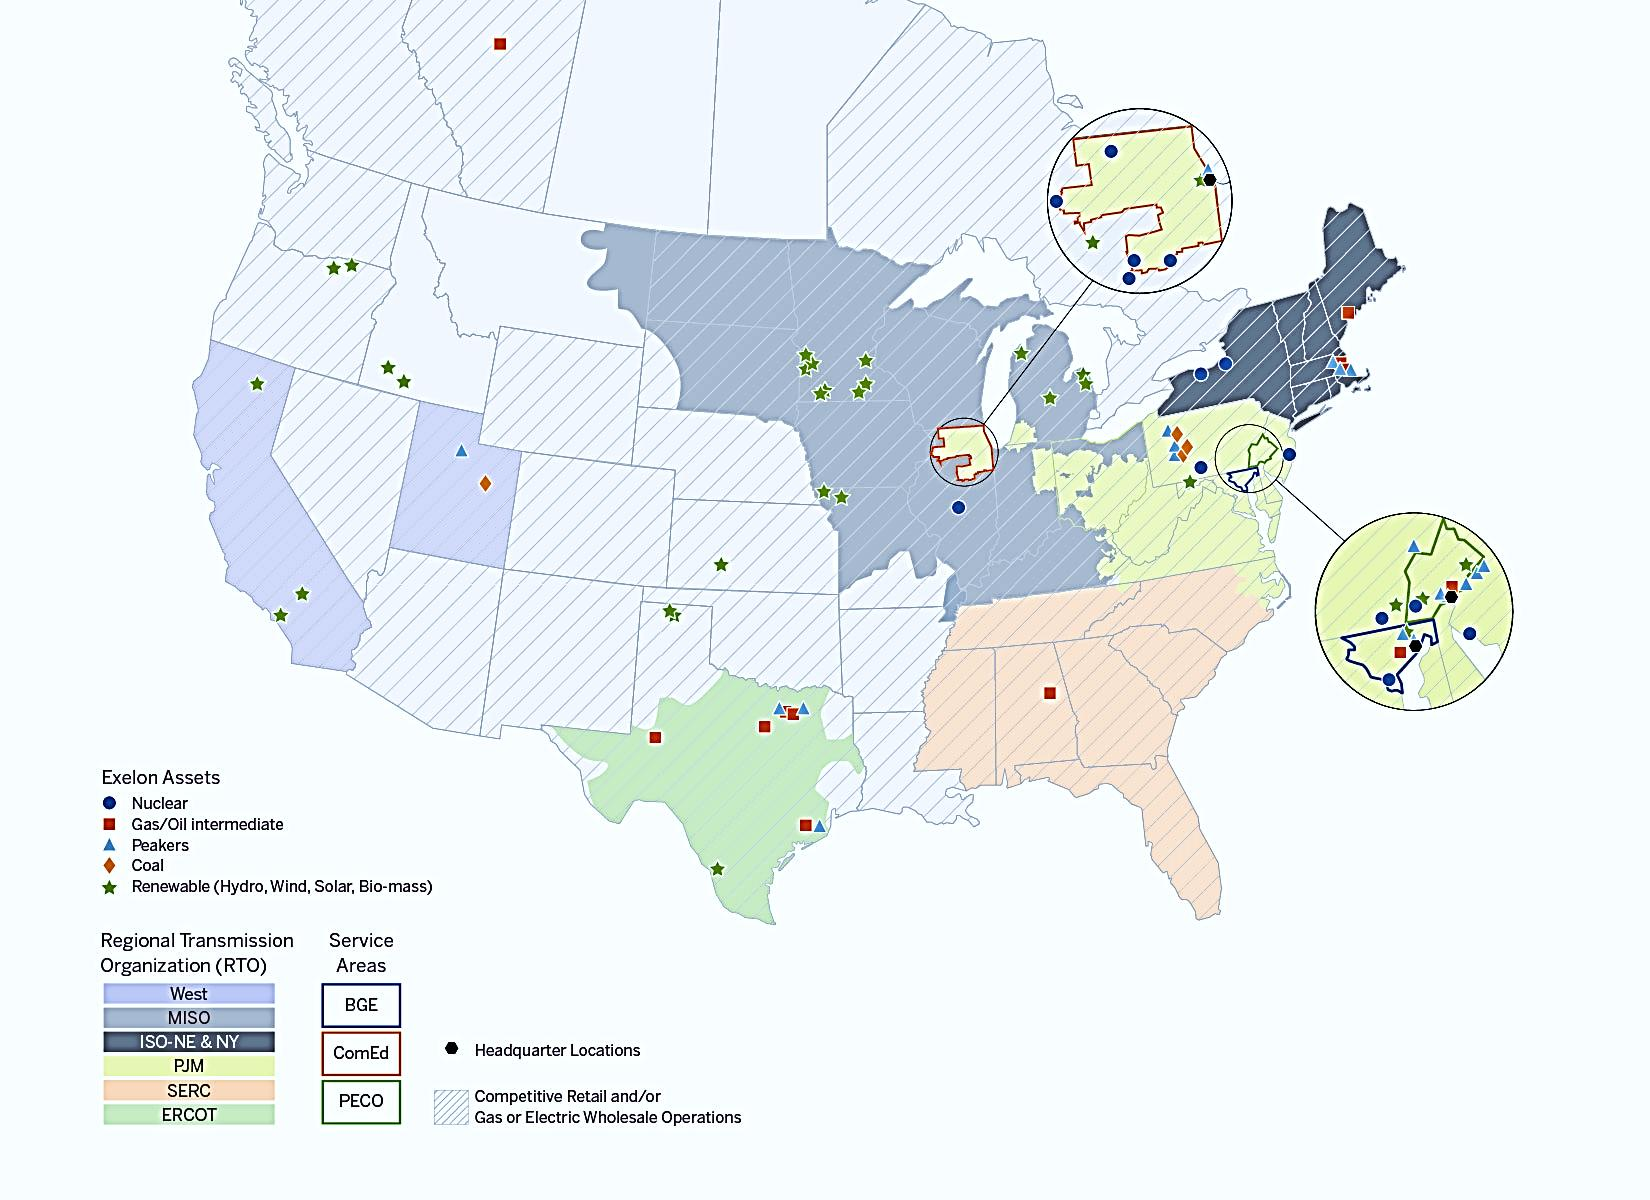 Exelon Assets
Nuclear
Gas/Oil intermediate
Peakers
Coal
Renewable (Hydro, Wind, Solar, Bio-mass)
Regional Transmission
Organization (RTO)
West
MISO
ISO-NE & NY
PJM
SERC
ERCOT
Service
Areas
BGE
ComEd
PECO
Headquarter Locations
Competitive Retail and/or
Gas or Electric Wholesale Operations